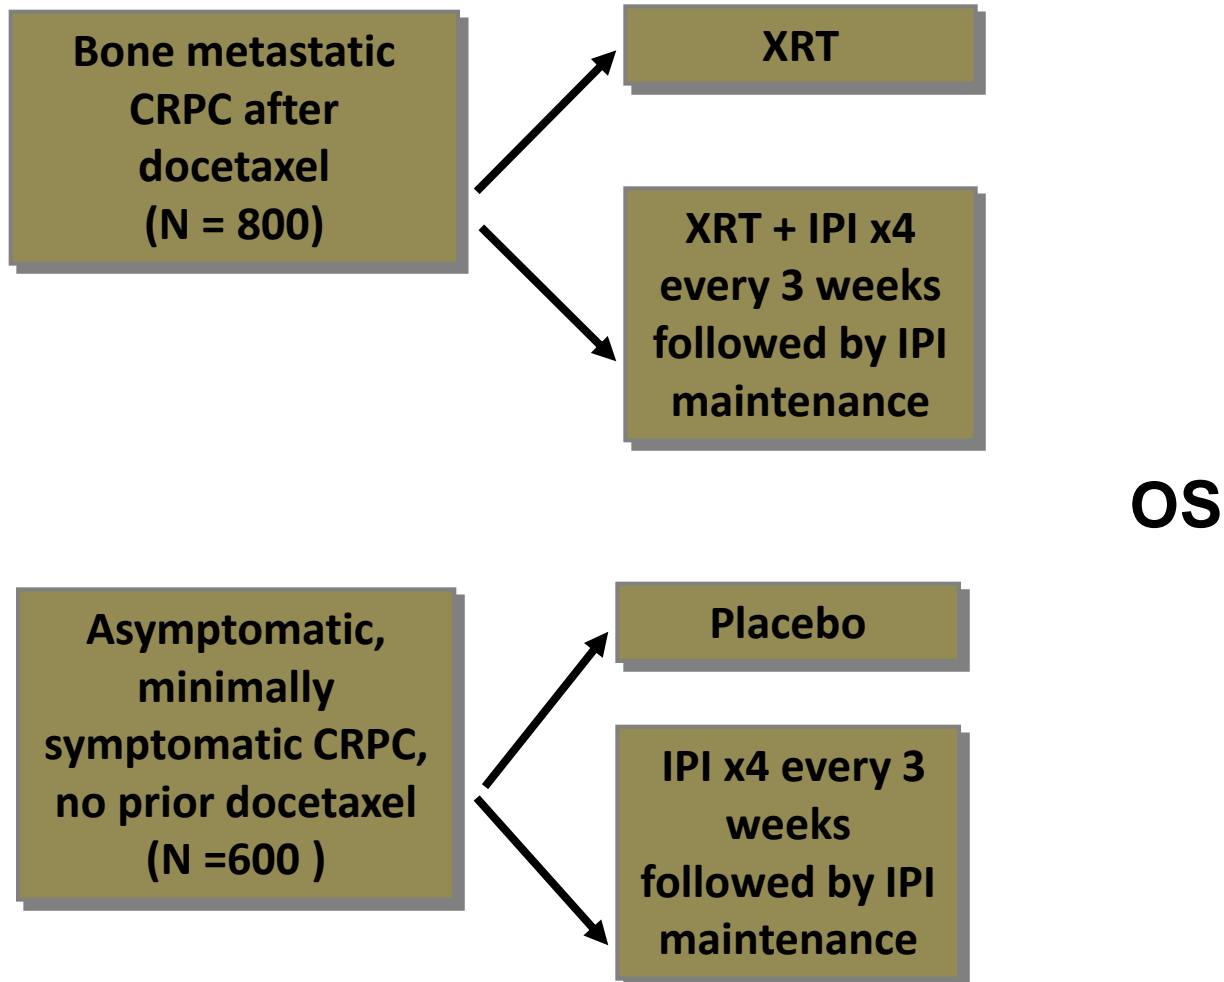 Bone metastatic
CRPC after
docetaxel
(N = 800)
XRT
XRT + IPI x4
every 3 weeks
followed by IPI
maintenance
OS
Asymptomatic,
minimally
symptomatic CRPC,
no prior docetaxel
(N =600 )
Placebo
IPI x4 every 3
weeks
followed by IPI
maintenance